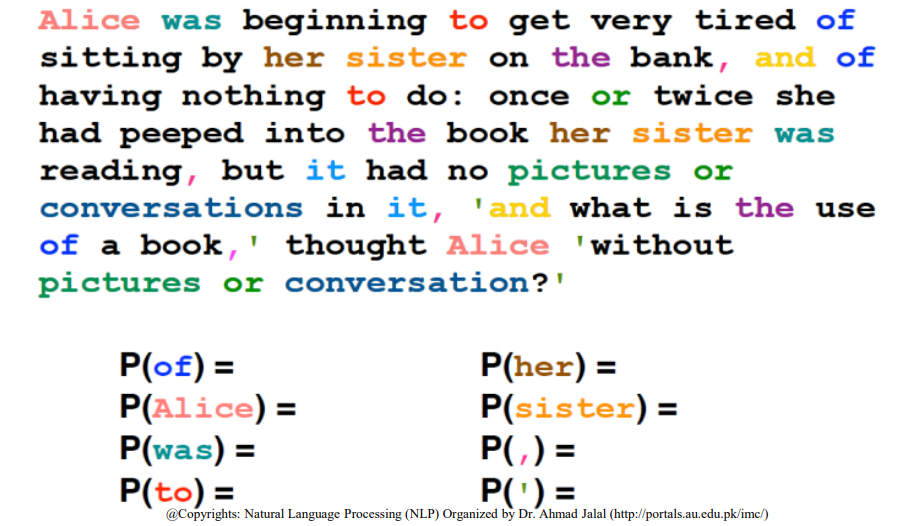 Alice was beginning to get very tired of
sitting by her sister on the bank, and of
having nothing to do: once or twice she
had peeped into the book her sister was
reading, but it had no pictures or
conversations in it, 'and what is the use
of a book,' thought Alice 'without
pictures or conversation?'
P(of) =
P(Alice) =
P(was) =
P(to) =
P(her) =
P(sister) =
P(,) =
P(') =
@Copyrights: Natural Language Processing (NLP) Organized by Dr. Ahmad Jalal (http://portals.au.edu.pk/imc/)